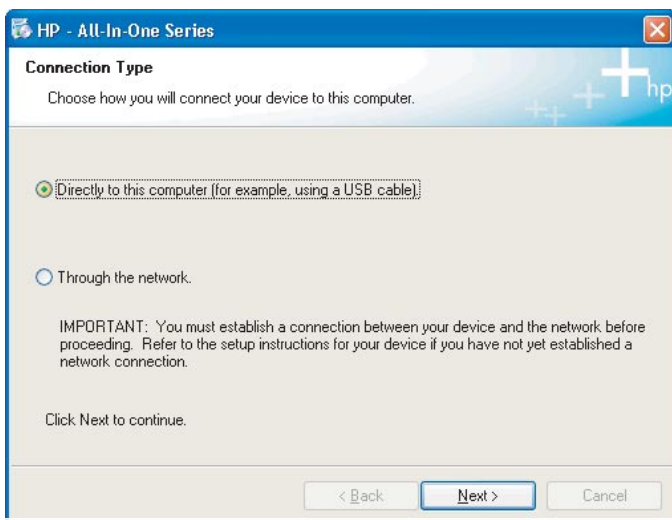 HP - All-In-One Series
Connection Type
Choose how you will connect your device to this computer.
hp
Directly to this computer (for example, using a USB cable).
Through the network.
IMPORTANT:  You must establish a connection between your device and the network before
proceeding.  Refer to the setup instructions for your device if you have not yet established a
network connection.
Click Next to continue.
< Back
Next >
Cancel